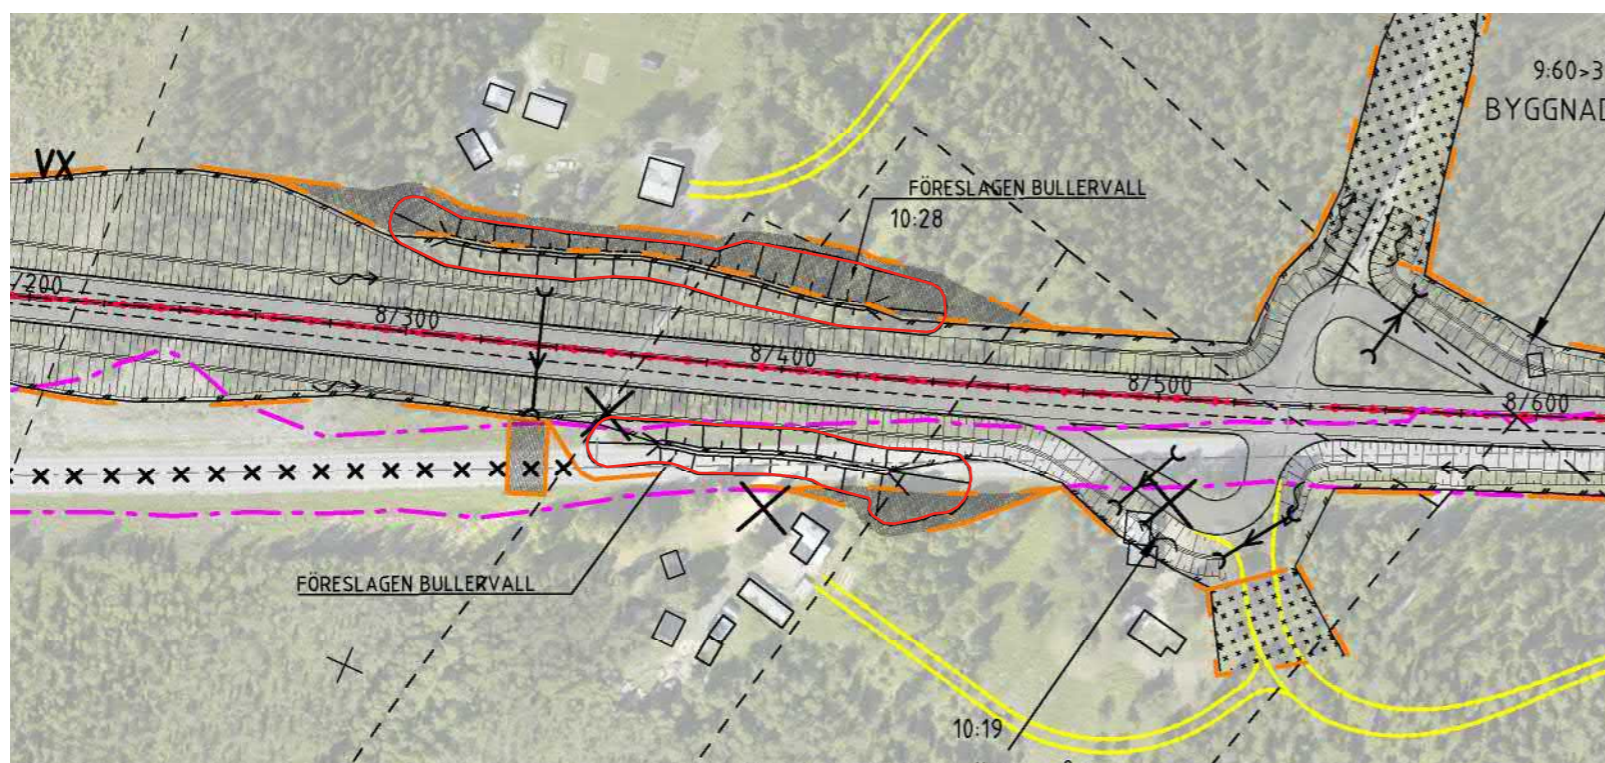 9:60>3
BYGGNAD
VX
FÖRESLAGEN BULLERVALL
10:28
/200
8/300
8/400
8/500
8/600
FÖRESLAGEN BULLERVALL
10:19